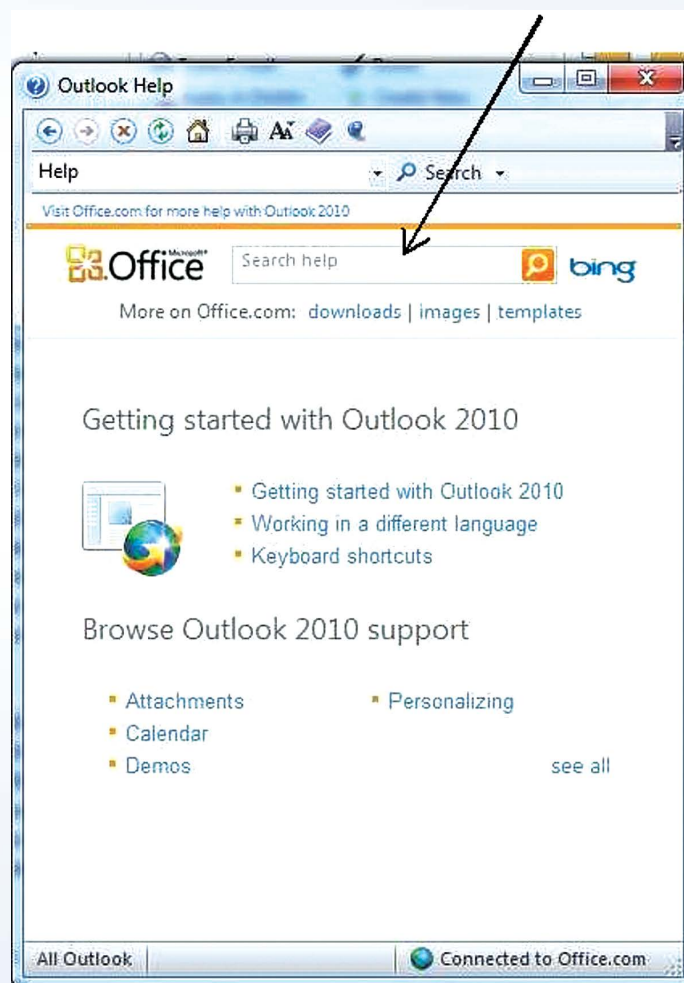 Outlook Help
Help Search
Visit Office.com for more help with Outlook 2010
Microsoft®
Office Search help bing
More on Office.com: downloads | images | templates
Getting started with Outlook 2010
Getting started with Outlook 2010
Working in a different language
Keyboard shortcuts
Browse Outlook 2010 support
Attachments Personalizing
Calendar
Demos see all
All Outlook Connected to Office.com